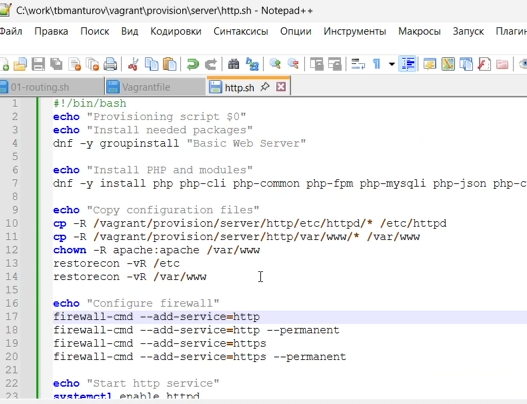 C:\work\tbmanturov\vagrant\provision\server\http.sh - Notepad++
Файл Правка Поиск Вид Кодировки Синтаксисы Опции Инструменты Макросы Запуск Плагин
01-routing.sh Vagrantfile http.sh
1 #!/bin/bash
2 echo "Provisioning script $0"
3 echo "Install needed packages"
4 dnf -y groupinstall "Basic Web Server"
5
6 echo "Install PHP and modules"
7 dnf -y install php php-cli php-common php-fpm php-mysqli php-json php-c
8
9 echo "Copy configuration files"
10 cp -R /vagrant/provision/server/http/etc/httpd/* /etc/httpd
11 cp -R /vagrant/provision/server/http/var/www/* /var/www
12 chown -R apache:apache /var/www
13 restorecon -vR /etc
14 restorecon -vR /var/www
15
16 echo "Configure firewall"
17 firewall-cmd --add-service=http
18 firewall-cmd --add-service=http --permanent
19 firewall-cmd --add-service=https
20 firewall-cmd --add-service=https --permanent
21
22 echo "Start http service"
23 systemctl enable httpd